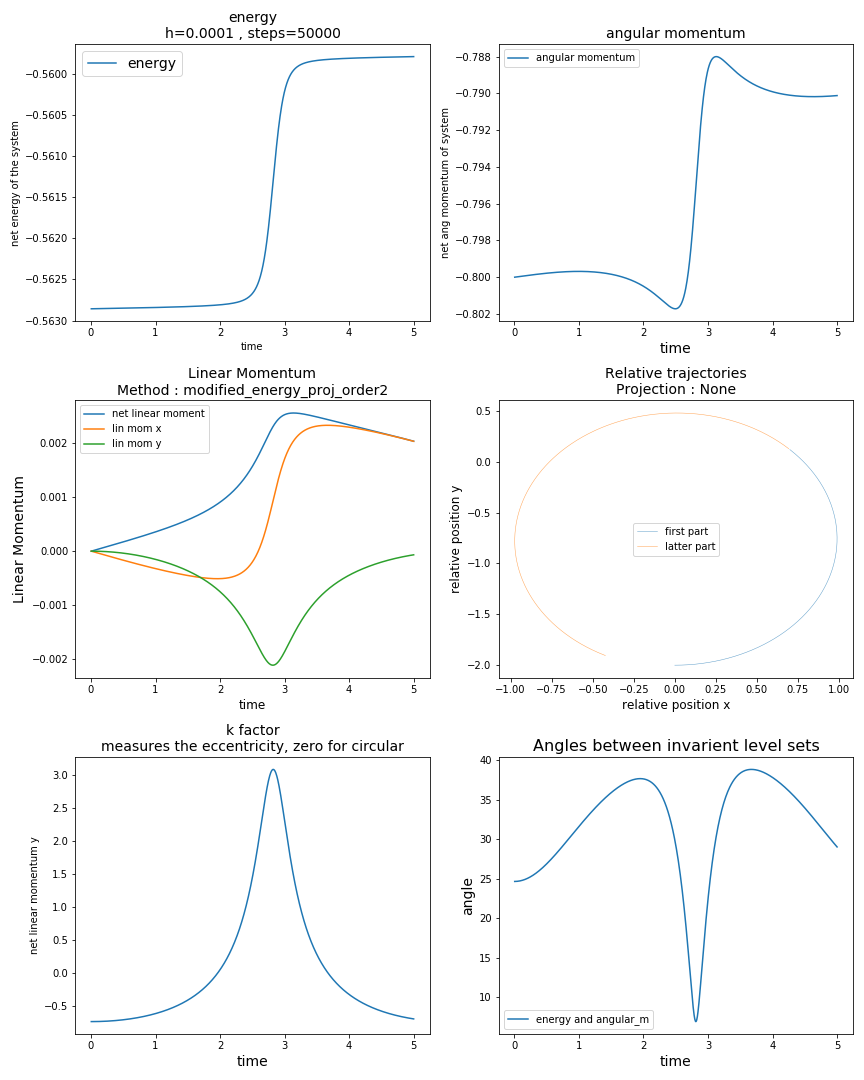 energy
h=0.0001 , steps=50000
energy
net energy of the system
−0.5600
−0.5605
−0.5610
−0.5615
−0.5620
−0.5625
−0.5630
0 1 2 3 4 5
time
angular momentum
angular momentum
net ang momentum of system
−0.788
−0.790
−0.792
−0.794
−0.796
−0.798
−0.800
−0.802
0 1 2 3 4 5
time
Linear Momentum
Method : modified_energy_proj_order2
net linear moment
lin mom x
lin mom y
Linear Momentum
0.002
0.001
0.000
−0.001
−0.002
0 1 2 3 4 5
time
Relative trajectories
Projection : None
first part
latter part
relative position y
0.5
0.0
−0.5
−1.0
−1.5
−2.0
−1.00 −0.75 −0.50 −0.25 0.00 0.25 0.50 0.75 1.00
relative position x
k factor
measures the eccentricity, zero for circular
net linear momentum y
3.0
2.5
2.0
1.5
1.0
0.5
0.0
−0.5
0 1 2 3 4 5
time
Angles between invarient level sets
angle
40
35
30
25
20
15
10
energy and angular_m
0 1 2 3 4 5
time